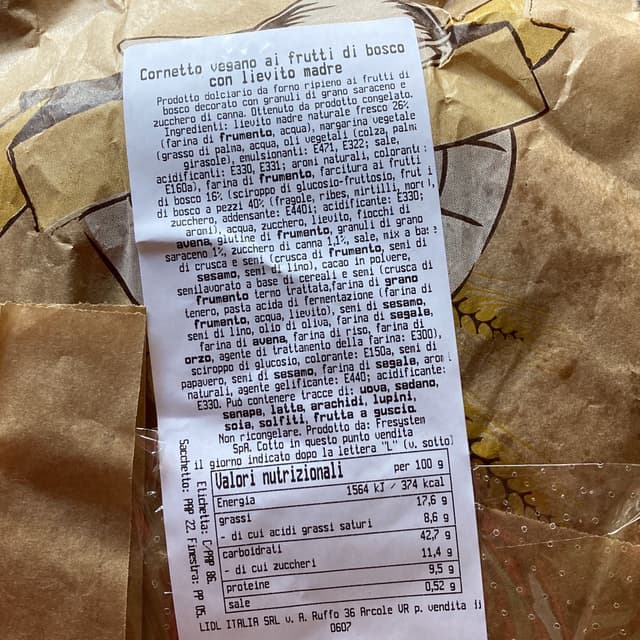 Cornetto vegano ai frutti di bosco
con lievito madre
Prodotto dolciario da forno ripieno ai frutti di
bosco decorato con granuli di grano saraceno e
zucchero di canna. Ottenuto da prodotto congelato.
Ingredienti: lievito madre naturale fresco 26%
(farina di frumento, acqua), margarina vegetale
(grasso di palma, acqua, oli vegetali (colza, palma
girasole), emulsionanti: E471, E322; sale,
acidificanti: E330, E331; aromi naturali, coloranti:
E160a), farina di frumento, farcitura ai frutti
di bosco 16% (sciroppo di glucosio-fruttosio, frut i
di bosco a pezzi 40% (fragole, ribes, mirtilli, mori),
zucchero, addensante: E440i; acidificante: E330;
aromi), acqua, zucchero, lievito, fiocchi di
avena, glutine di frumento, granuli di grano
saraceno 1%, zucchero di canna 1,1%, sale, mix a base
di crusca e semi (crusca di frumento, semi di
sesamo, semi di lino), cacao in polvere,
semilavorato a base di cereali e semi (crusca di
frumento termo trattata,farina di grano
tenero, pasta acida di fermentazione (farina di
frumento, acqua, lievito), semi di sesamo,
semi di lino, olio di oliva, farina di segale,
farina di avena, farina di riso, farina di
orzo, agente di trattamento della farina: E300),
sciroppo di glucosio, colorante: E150a, semi di
papavero, semi di sesamo, farina di segale, aromi
naturali, agente gelificante: E440; acidificante:
E330. Può contenere tracce di: uova, sedano,
senape, latte, arachidi, lupini,
soia, solfiti, frutta a guscio.
Non ricongelare. Prodotto da: Fresystem
SpA. Cotto in questo punto vendita
il giorno indicato dopo la lettera "L" (v. sotto)
Valori nutrizionali per 100 g
Energia 1564 kJ / 374 kcal
grassi 17,6 g
- di cui acidi grassi saturi 8,6 g
carboidrati 42,7 g
- di cui zuccheri 11,4 g
proteine 9,5 g
sale 0,52 g
LIDL ITALIA SRL v. A. Ruffo 36 Arcole VR p. vendita
0607
Etichetta: C/PAP 86.
Sacchetto: PAP 22. Finestra: PP 05